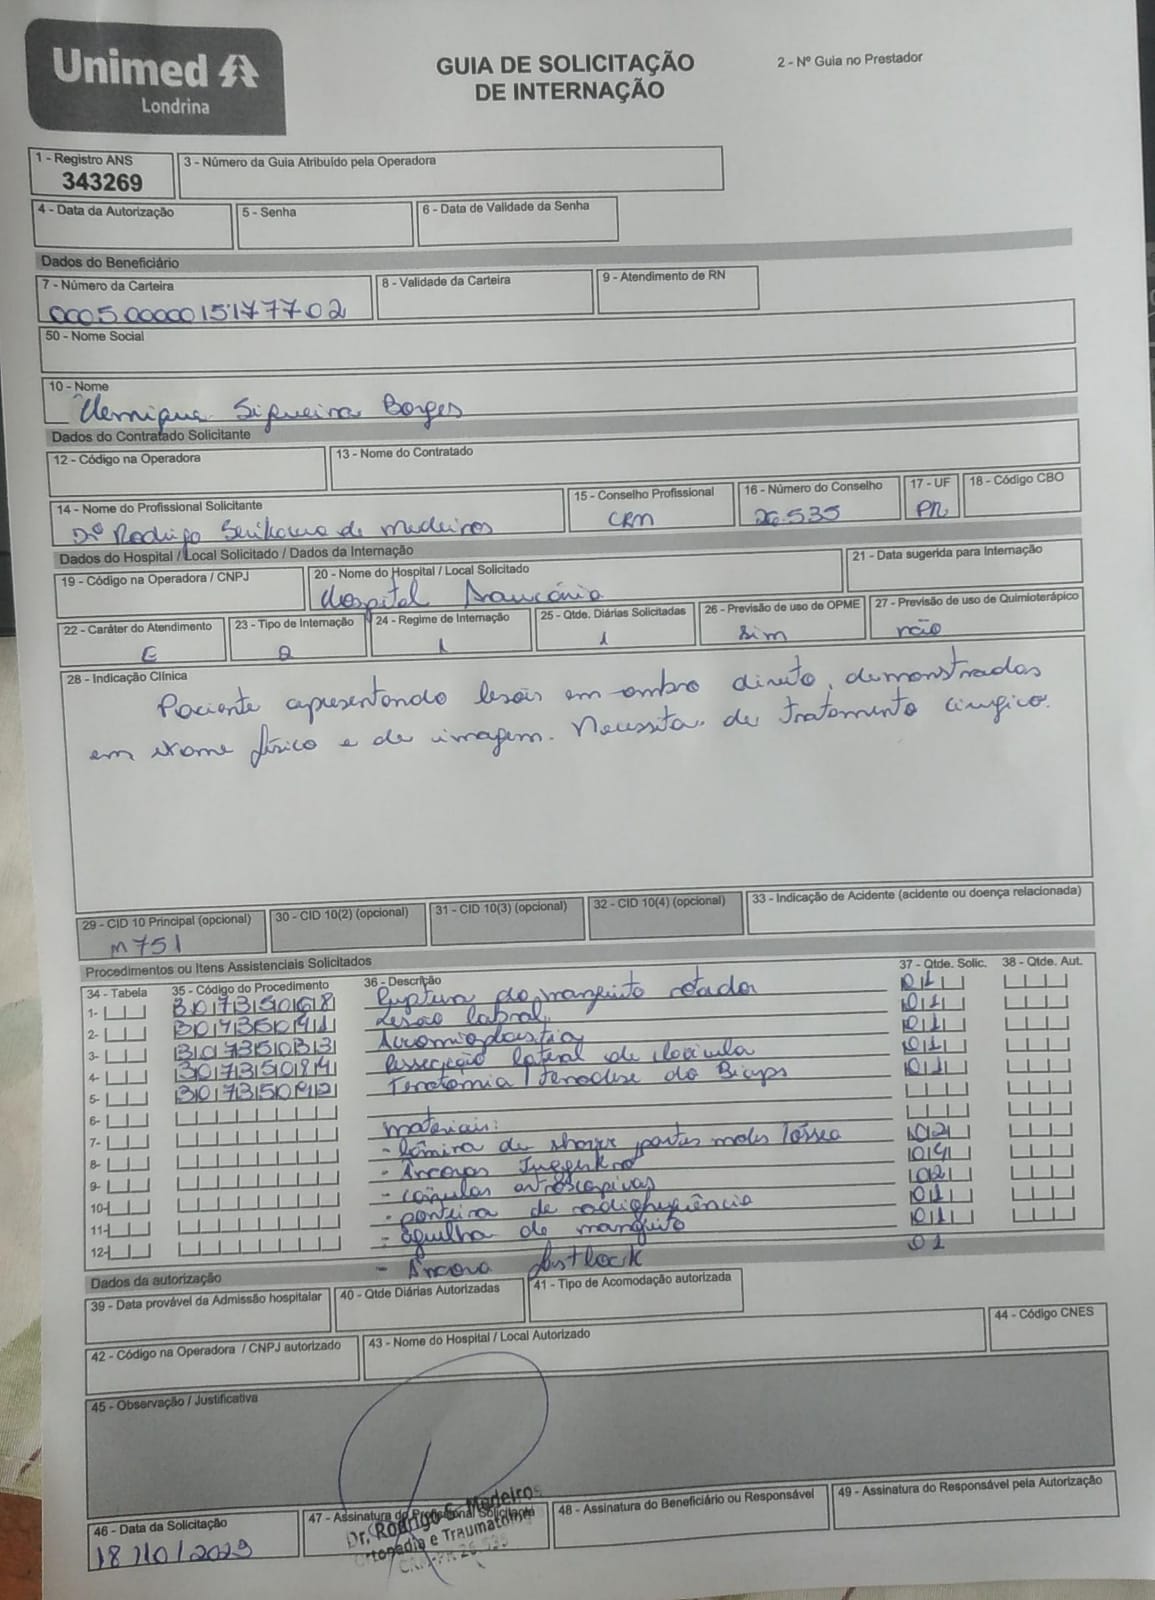 Unimed
Londrina
GUIA DE SOLICITAÇÃO
DE INTERNAÇÃO
2 - Nº Guia no Prestador
1 - Registro ANS
343269
3 - Número da Guia Atribuído pela Operadora
4 - Data da Autorização
5 - Senha
6 - Data de Validade da Senha
Dados do Beneficiário
7 - Número da Carteira
8 - Validade da Carteira
9 - Atendimento de RN
0005000001517702
50 - Nome Social
10 - Nome
Henrique Siqueira Borges
Dados do Contratado Solicitante
12 - Código na Operadora
13 - Nome do Contratado
14 - Nome do Profissional Solicitante
15 - Conselho Profissional
16 - Número do Conselho
17 - UF
18 - Código CBO
Dr Rodrigo de medeiros
CRM
26.535
PR
Dados do Hospital / Local Solicitado / Dados da Internação
19 - Código na Operadora / CNPJ
20 - Nome do Hospital / Local Solicitado
21 - Data sugerida para Internação
Hospital Araucária
22 - Caráter do Atendimento
23 - Tipo de Internação
24 - Regime de Internação
25 - Qtde. Diárias Solicitadas
26 - Previsão de uso de OPME
27 - Previsão de uso de Quimioterápico
E
2
1
1
sim
não
28 - Indicação Clínica
Paciente apresentando lesões em ombro direito, demonstradas
em exame físico e de imagem. Necessita de tratamento cirúgico.
29 - CID 10 Principal (opcional)
30 - CID 10(2) (opcional)
31 - CID 10(3) (opcional)
32 - CID 10(4) (opcional)
33 - Indicação de Acidente (acidente ou doença relacionada)
M751
Procedimentos ou Itens Assistenciais Solicitados
34 - Tabela
35 - Código do Procedimento
36 - Descrição
37 - Qtde. Solic.
38 - Qtde. Aut.
1- 30735068 Ruptura do manguito rotador 01
2- Lesão labral 01
3- 30735033 Acromioplastia 01
4- 30735084 lateral de clavicula 01
5- 30735092 Tenotomia / Tenodese do Biceps 01
6-
7- materiais:
8- - lâmina de shaver partes moles / óssea 02
9- - Âncoras Juggerknot 04
10- - cânulas artroscopicas 02
11- - ponteira de radiofrequência 01
12- - agulha de manguito 01
- Âncora 01
Dados da autorização
39 - Data provável da Admissão hospitalar
40 - Qtde Diárias Autorizadas
41 - Tipo de Acomodação autorizada
42 - Código na Operadora / CNPJ autorizado
43 - Nome do Hospital / Local Autorizado
44 - Código CNES
45 - Observação / Justificativa
46 - Data da Solicitação
47 - Assinatura do Profissional Solicitante
48 - Assinatura do Beneficiário ou Responsável
49 - Assinatura do Responsável pela Autorização
18/10/2023
Dr. Rodrigo S. Medeiros
Ortopedia e Traumatologia
CRM-PR 26.535